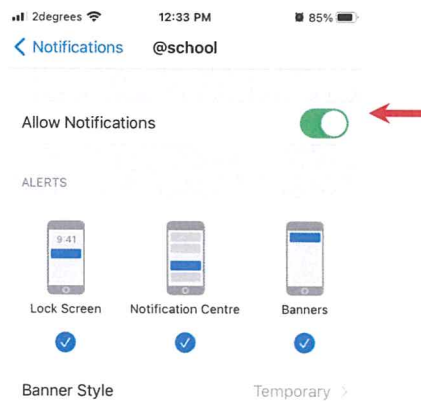 2degrees 12:33 PM 85%
Notifications @school
Allow Notifications
ALERTS
9:41
Lock Screen Notification Centre Banners
Banner Style Temporary